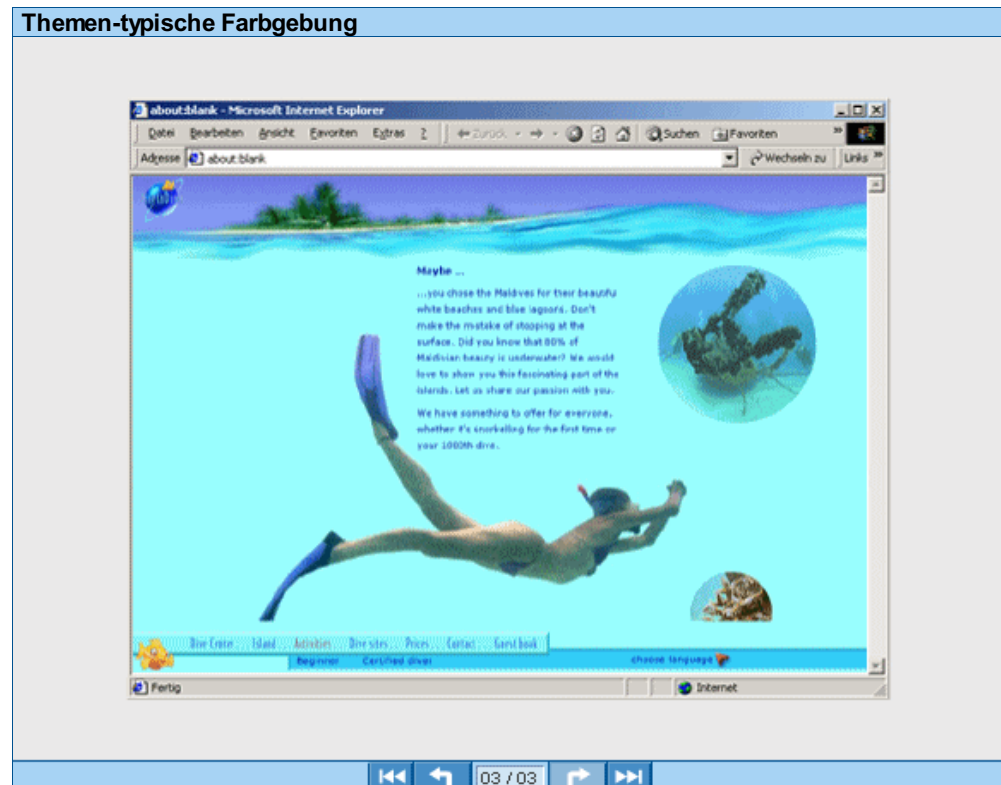 Themen-typische Farbgebung
about:blank - Microsoft Internet Explorer
Datei Bearbeiten Ansicht Favoriten Extras ? Zurück Suchen Favoriten »
Adresse about:blank Wechseln zu Links »
Maybe ...
...you chose the Maldives for their beautiful
white beaches and blue lagoons. Don't
make the mistake of stopping at the
surface. Did you know that 80% of
Maldivian beauty is underwater? We would
love to show you this fascinating part of the
islands. Let us share our passion with you.
We have something to offer for everyone,
whether it's snorkelling for the first time or
your 1000th dive.
Dive Center... Island... Activities... Dive sites... Prices... Contact... Guest book
Beginner Certified diver choose language
Fertig Internet
03 / 03